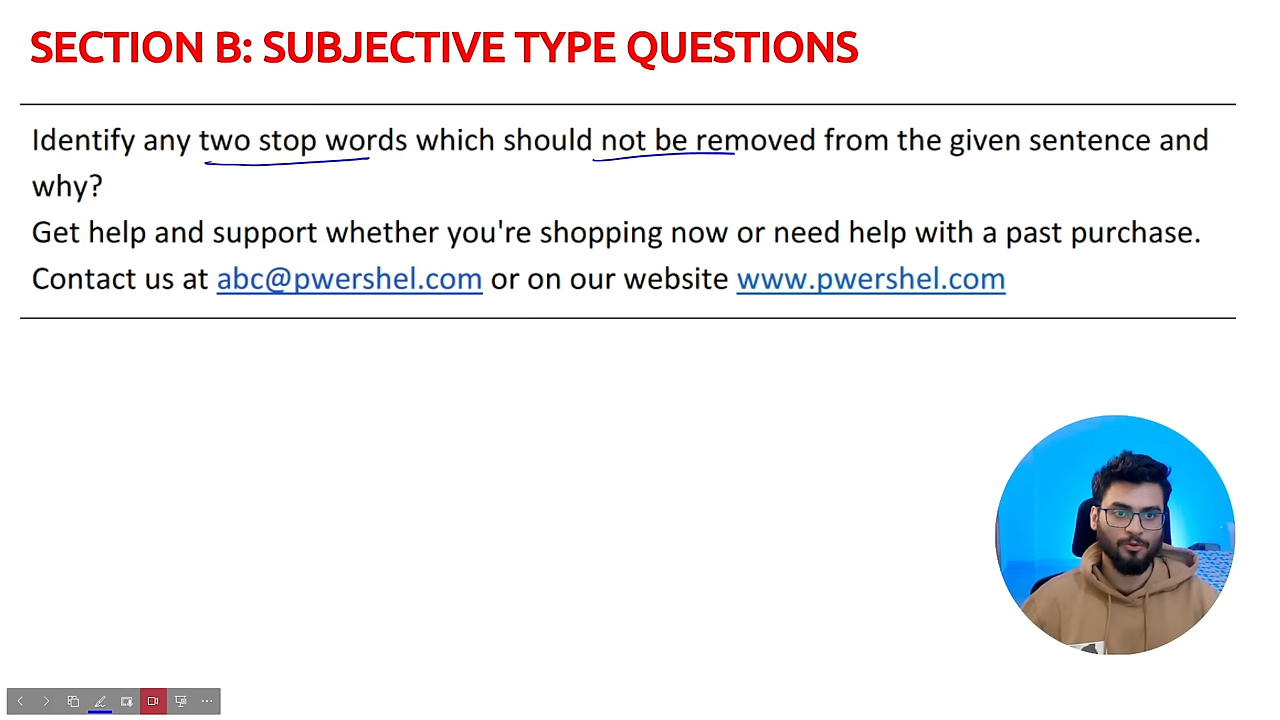 SECTION B: SUBJECTIVE TYPE QUESTIONS
Identify any two stop words which should not be removed from the given sentence and
why?
Get help and support whether you're shopping now or need help with a past purchase.
Contact us at abc@pwershel.com or on our website www.pwershel.com